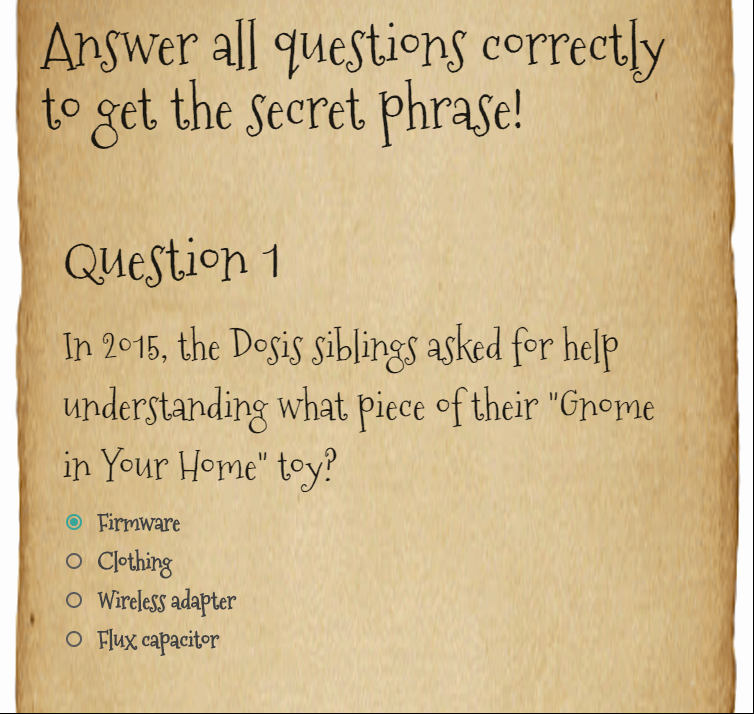 Answer all questions correctly
to get the secret phrase!
Question 1
In 2015, the Dosis siblings asked for help
understanding what piece of their "Gnome
in Your Home" toy?
Firmware
Clothing
Wireless adapter
Flux capacitor